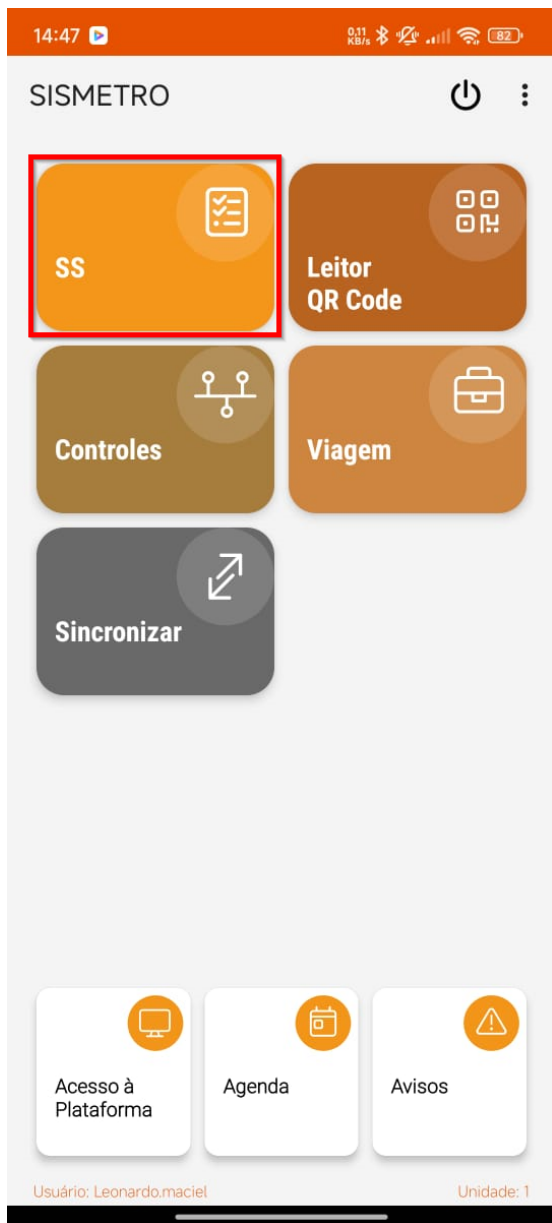 14:47
0,11
KB/s
82
SISMETRO
SS
Leitor
QR Code
Controles
Viagem
Sincronizar
Acesso à
Plataforma
Agenda
Avisos
Usuário: Leonardo.maciel
Unidade: 1